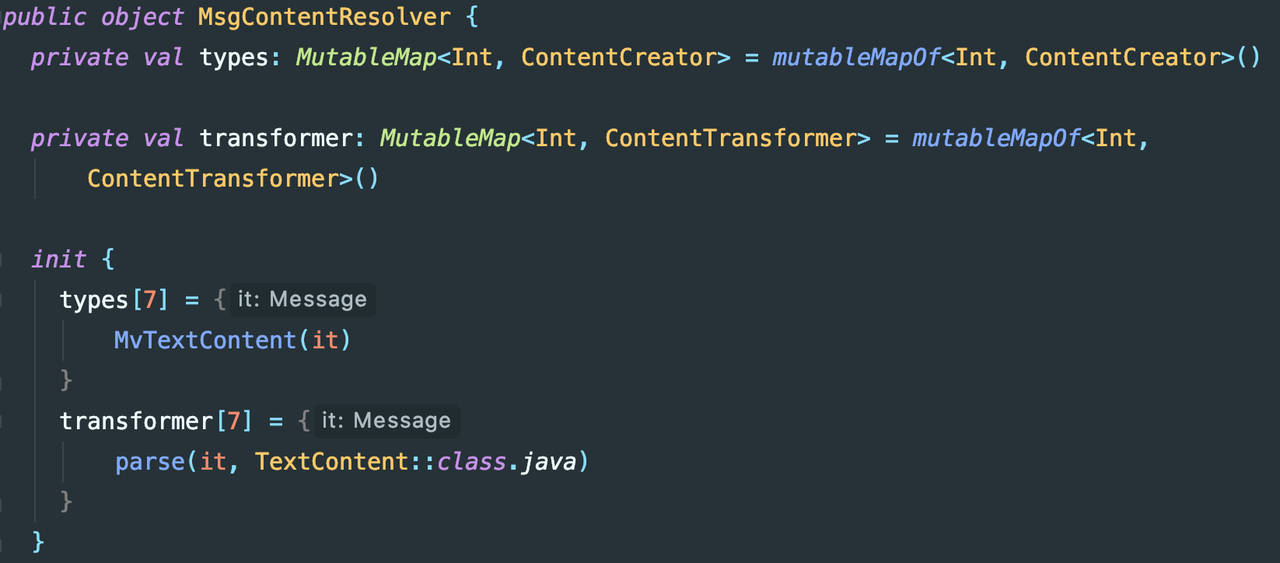 public object MsgContentResolver {
private val types: MutableMap<Int, ContentCreator> = mutableMapOf<Int, ContentCreator>()
private val transformer: MutableMap<Int, ContentTransformer> = mutableMapOf<Int,
ContentTransformer>()
init {
types[7] = { it: Message
MvTextContent(it)
}
transformer[7] = { it: Message
parse(it, TextContent::class.java)
}
}